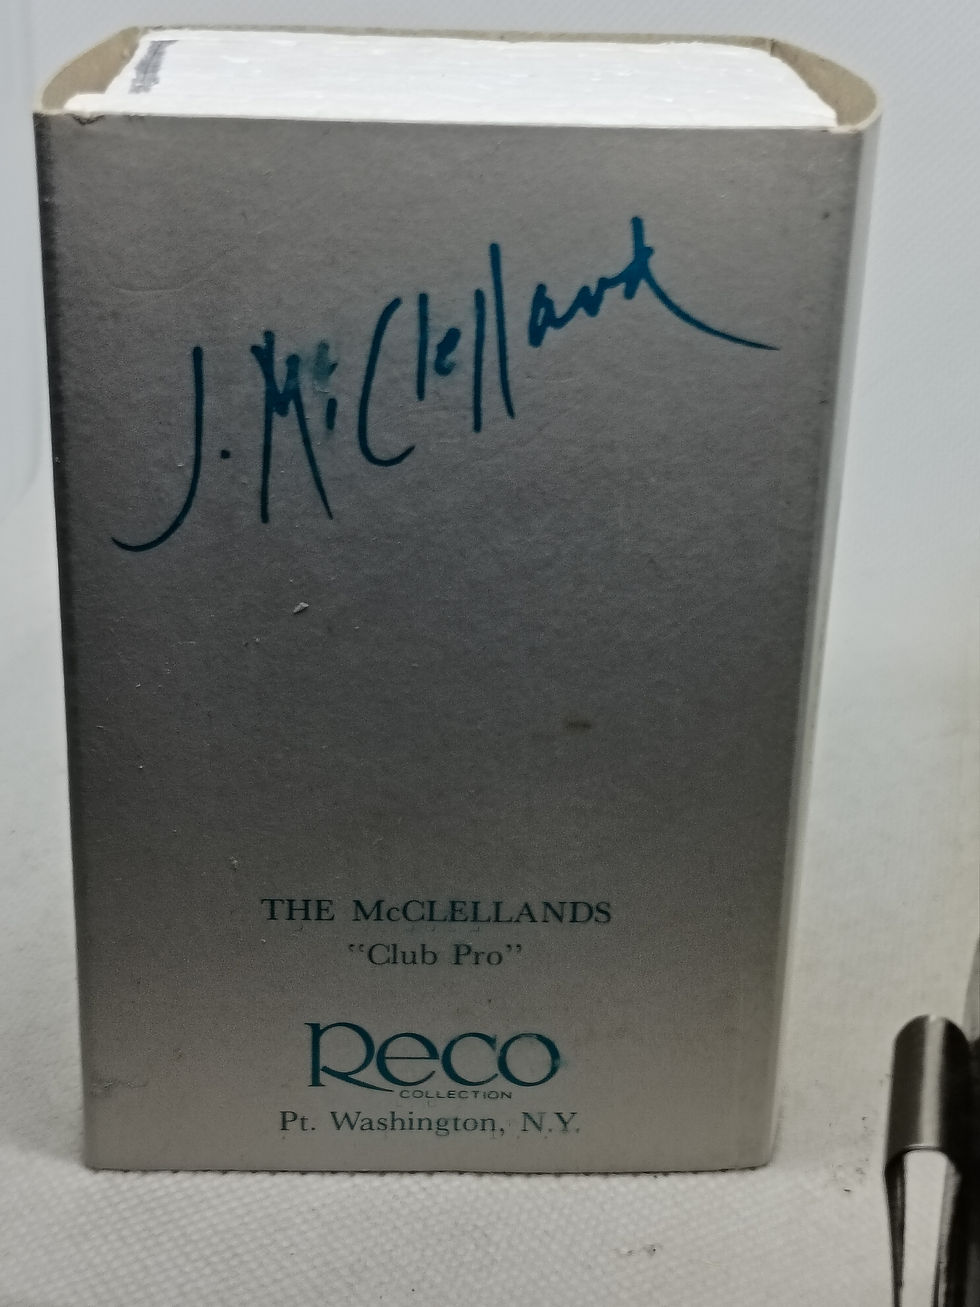 J. McClelland
THE McCLELLANDS
“Club Pro”
Reco
COLLECTION
Pt. Washington, N.Y.